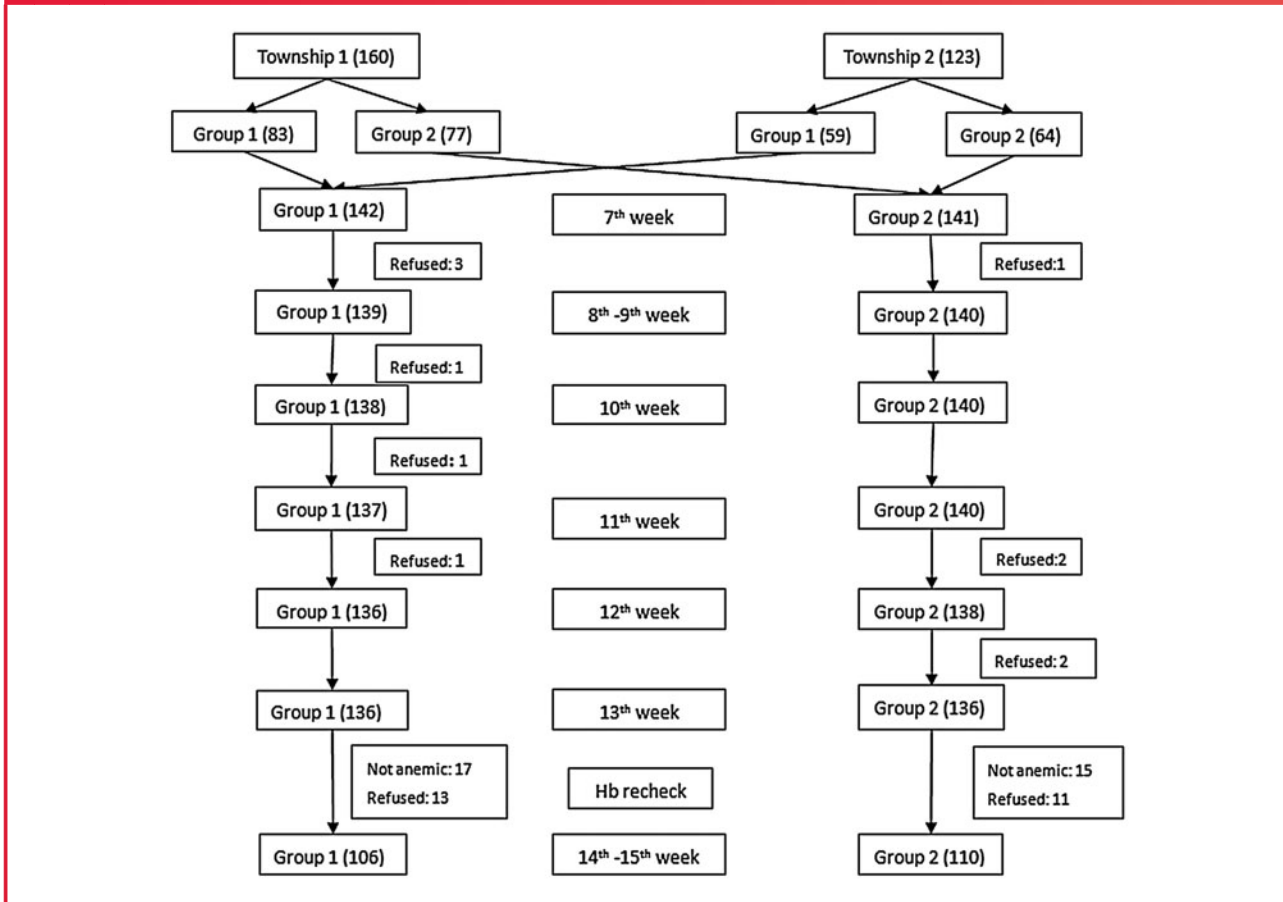 Township 1 (160)
Township 2 (123)
Group 1 (83)
Group 2 (77)
Group 1 (59)
Group 2 (64)
Group 1 (142)
7th week
Group 2 (141)
Refused: 3
Refused:1
Group 1 (139)
8th -9th week
Group 2 (140)
Refused: 1
Group 1 (138)
10th week
Group 2 (140)
Refused: 1
Group 1 (137)
11th week
Group 2 (140)
Refused: 1
Refused:2
Group 1 (136)
12th week
Group 2 (138)
Refused: 2
Group 1 (136)
13th week
Group 2 (136)
Not anemic: 17
Refused: 13
Hb recheck
Not anemic: 15
Refused: 11
Group 1 (106)
14th -15th week
Group 2 (110)